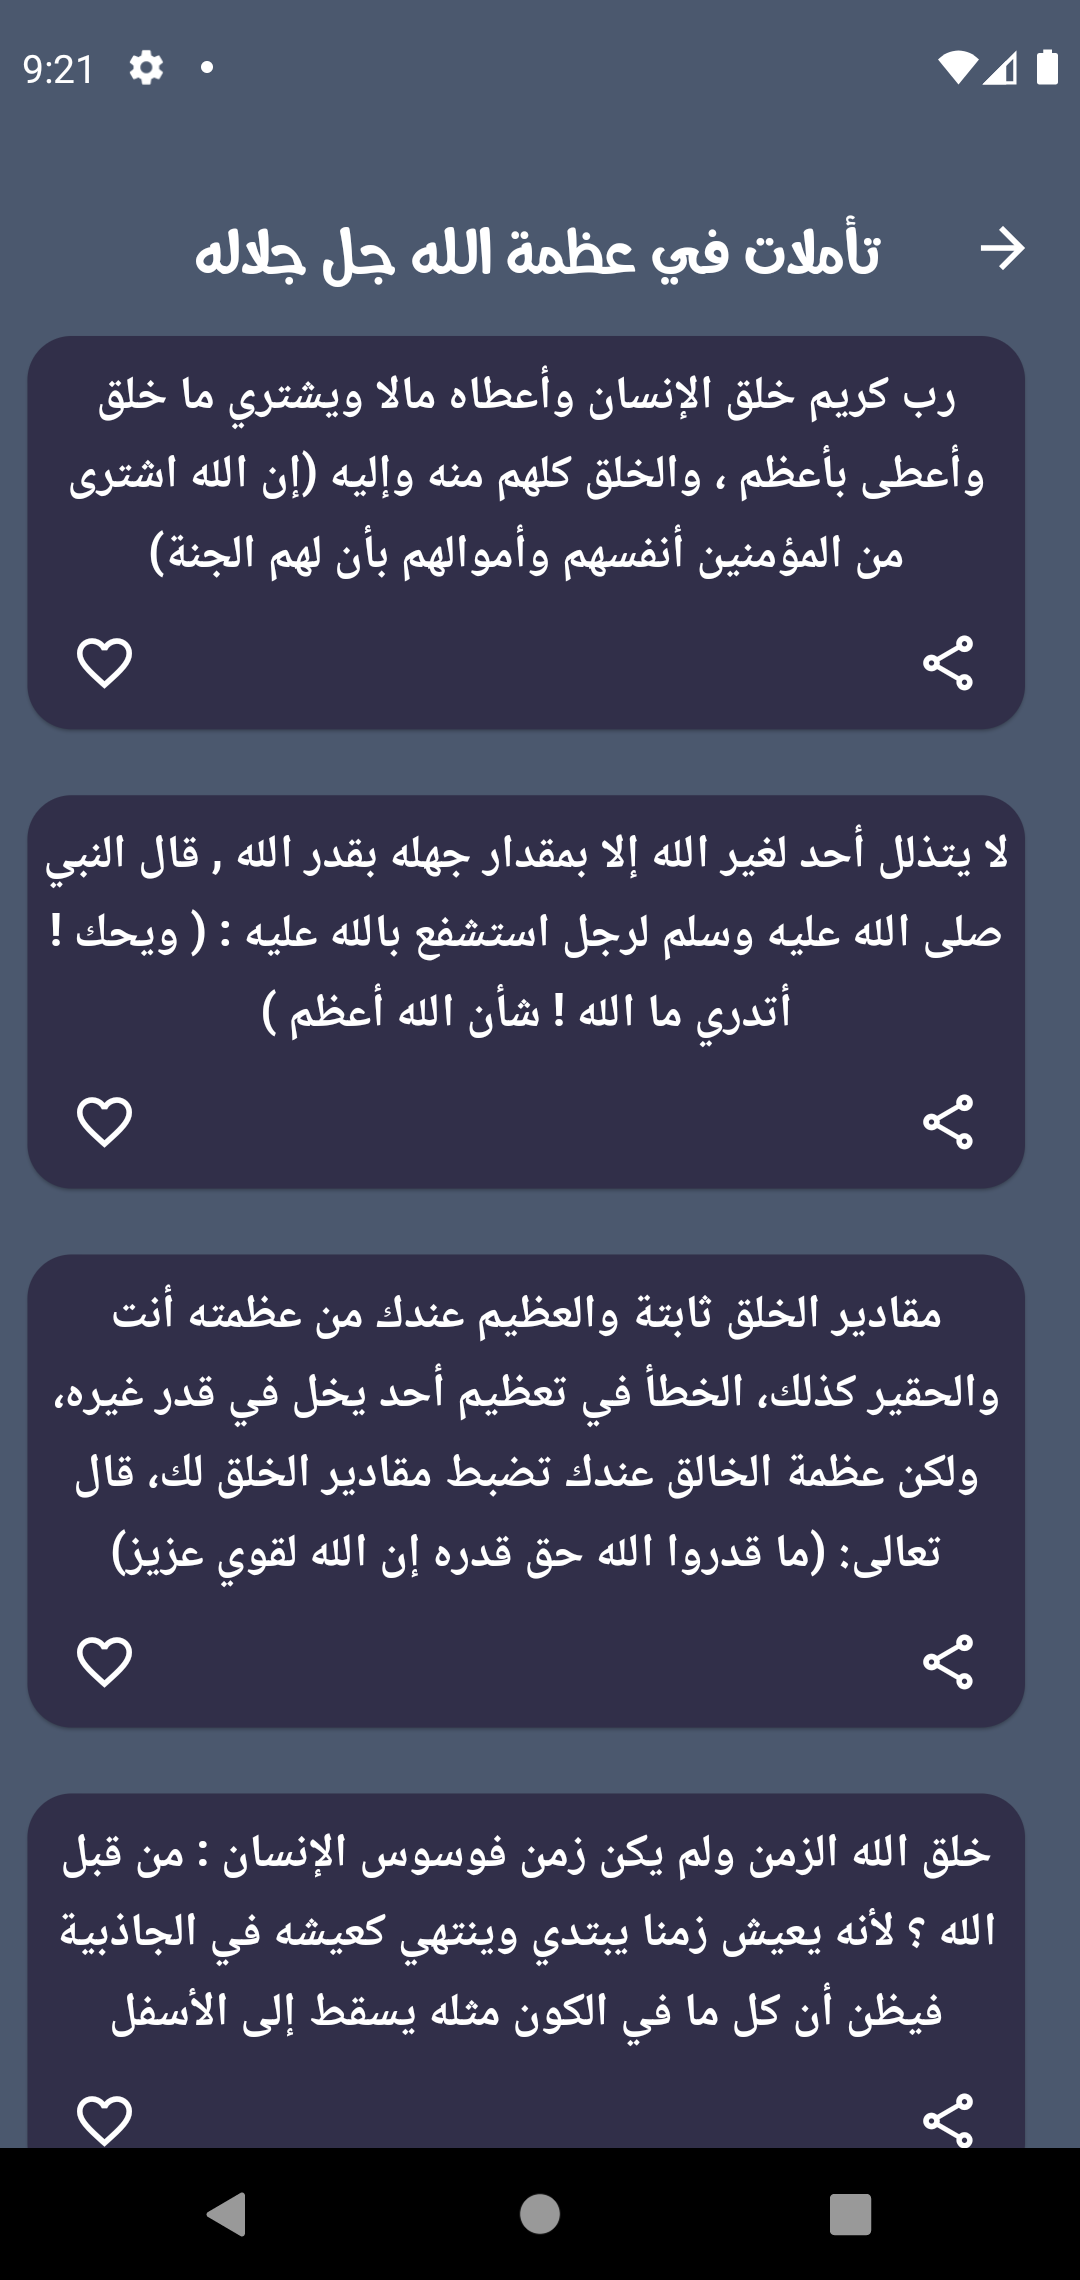 9:21
تأملات في عظمة الله جل جلاله
رب كريم خلق الإنسان وأعطاه مالا ويشتري ما خلق
وأعطى بأعظم ، والخلق كلهم منه وإليه (إن الله اشترى
من المؤمنين أنفسهم وأموالهم بأن لهم الجنة)
لا يتذلل أحد لغير الله إلا بمقدار جهله بقدر الله , قال النبي
صلى الله عليه وسلم لرجل استشفع بالله عليه : ( ويحك !
أتدري ما الله ! شأن الله أعظم )
مقادير الخلق ثابتة والعظيم عندك من عظمته أنت
والحقير كذلك، الخطأ في تعظيم أحد يخل في قدر غيره،
ولكن عظمة الخالق عندك تضبط مقادير الخلق لك، قال
تعالى: (ما قدروا الله حق قدره إن الله لقوي عزيز)
خلق الله الزمن ولم يكن زمن فوسوس الإنسان : من قبل
الله ؟ لأنه يعيش زمنا يبتدي وينتهي كعيشه في الجاذبية
فيظن أن كل ما في الكون مثله يسقط إلى الأسفل